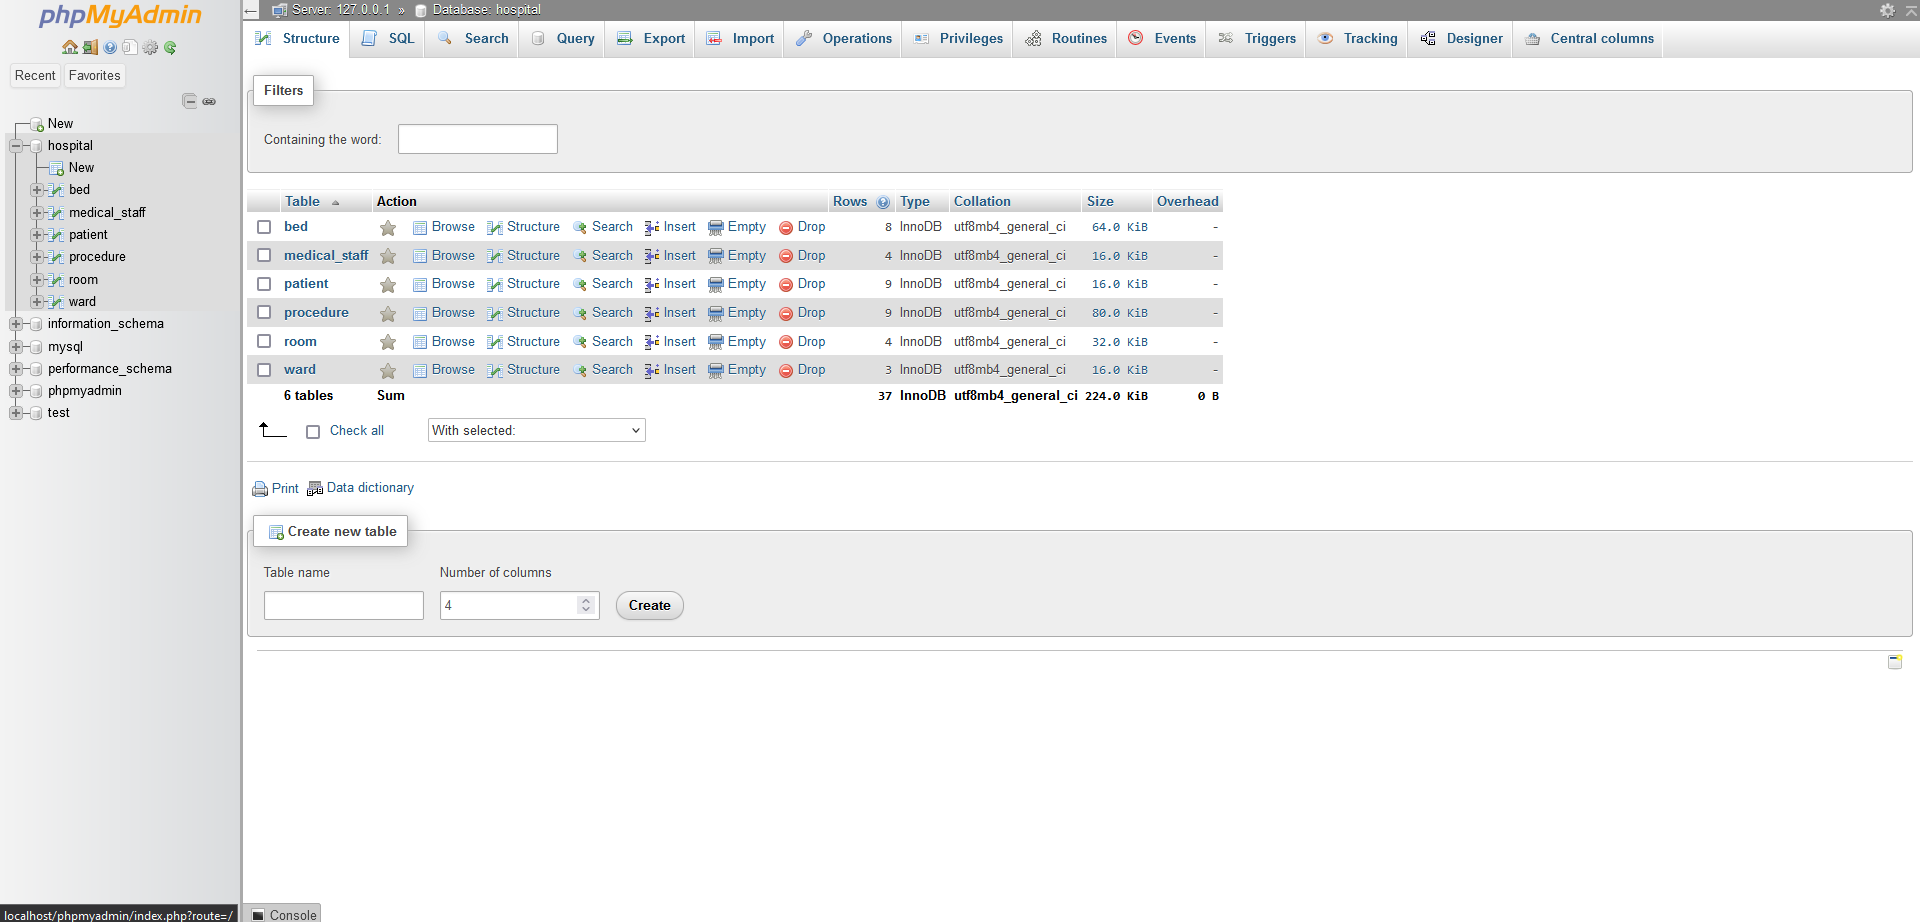 phpMyAdmin
Recent Favorites
New
hospital
New
bed
medical_staff
patient
procedure
room
ward
information_schema
mysql
performance_schema
phpmyadmin
test
localhost/phpmyadmin/index.php?route=/
Server: 127.0.0.1 » Database: hospital
Structure SQL Search Query Export Import Operations Privileges Routines Events Triggers Tracking Designer Central columns
Filters
Containing the word:
Table Action Rows Type Collation Size Overhead
bed Browse Structure Search Insert Empty Drop 8 InnoDB utf8mb4_general_ci 64.0 KiB -
medical_staff Browse Structure Search Insert Empty Drop 4 InnoDB utf8mb4_general_ci 16.0 KiB -
patient Browse Structure Search Insert Empty Drop 9 InnoDB utf8mb4_general_ci 16.0 KiB -
procedure Browse Structure Search Insert Empty Drop 9 InnoDB utf8mb4_general_ci 80.0 KiB -
room Browse Structure Search Insert Empty Drop 4 InnoDB utf8mb4_general_ci 32.0 KiB -
ward Browse Structure Search Insert Empty Drop 3 InnoDB utf8mb4_general_ci 16.0 KiB -
6 tables Sum 37 InnoDB utf8mb4_general_ci 224.0 KiB 0 B
Check all With selected:
Print Data dictionary
Create new table
Table name Number of columns
4 Create
Console